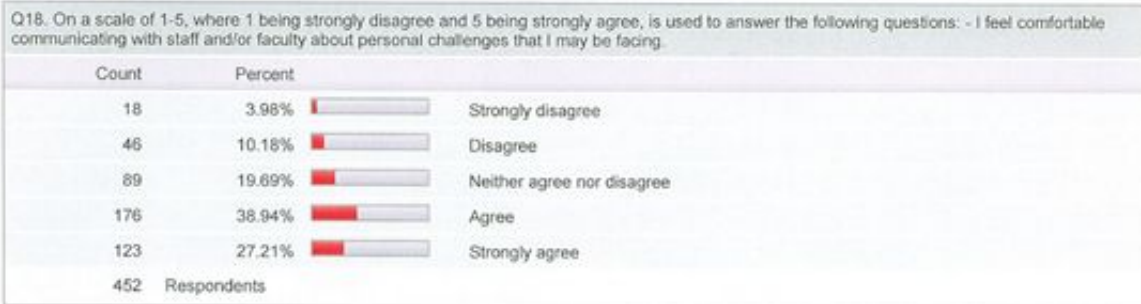 Q18. On a scale of 1-5, where 1 being strongly disagree and 5 being strongly agree, is used to answer the following questions: - I feel comfortable
communicating with staff and/or faculty about personal challenges that I may be facing.
Count Percent
18 3.98% Strongly disagree
46 10.18% Disagree
89 19.69% Neither agree nor disagree
176 38.94% Agree
123 27.21% Strongly agree
452 Respondents